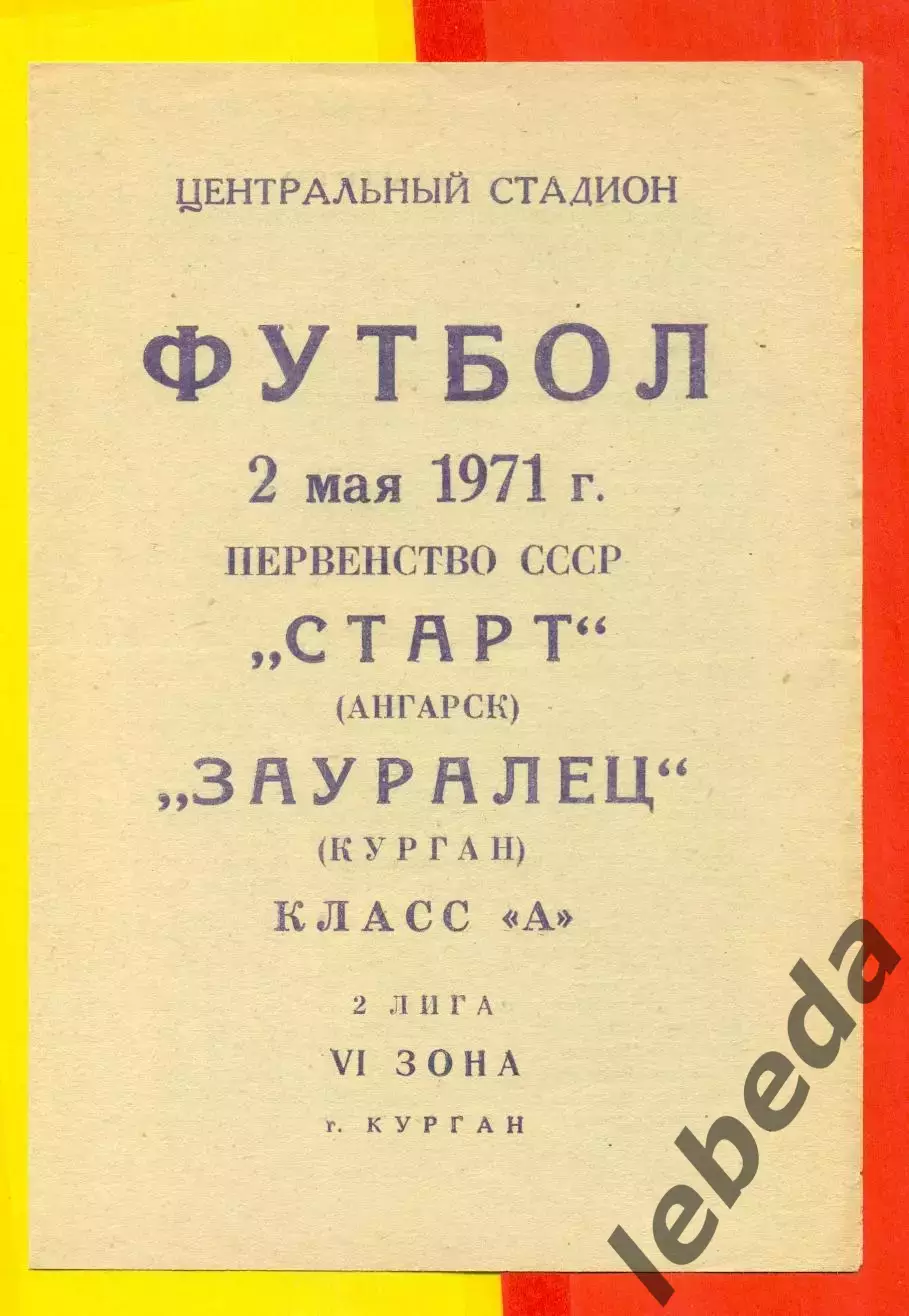 ЦЕНТРАЛЬНЫЙ СТАДИОН
ФУТБОЛ
2 мая 1971 г.
ПЕРВЕНСТВО СССР
„СТАРТ“
(АНГАРСК)
„ЗАУРАЛЕЦ“
(КУРГАН)
КЛАСС «А»
2 ЛИГА
VI ЗОНА
г. КУРГАН
lebeda